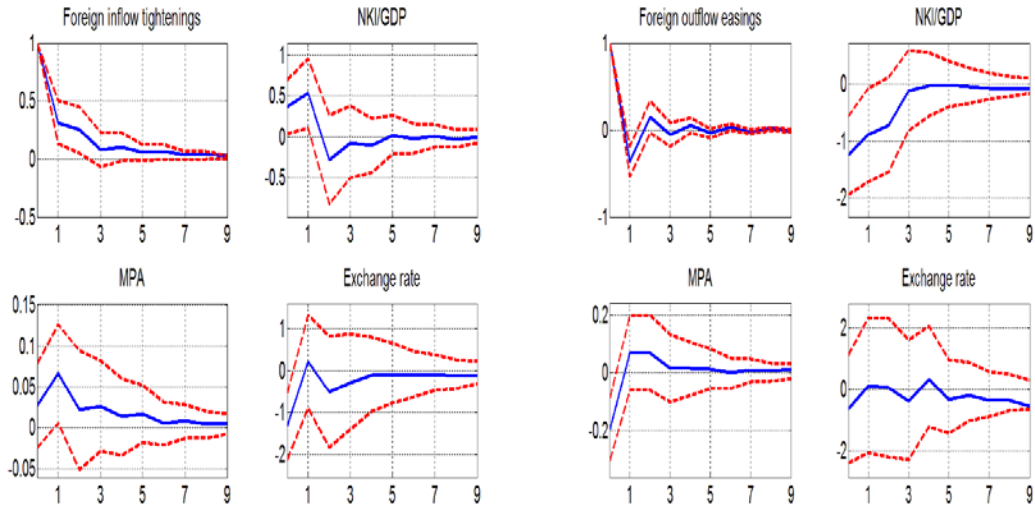 Foreign inflow tightenings NKI/GDP Foreign outflow easings NKI/GDP
1 1 1
0.5 0.5 0 0
0 0 -1
-0.5 -0.5 -1 -2
1 3 5 7 9 1 3 5 7 9 1 3 5 7 9 1 3 5 7 9
MPA Exchange rate MPA Exchange rate
0.15 1 0.2 2
0.1 0 0 0
0.05 -1 -0.2 -2
0 -2
-0.05
1 3 5 7 9 1 3 5 7 9 1 3 5 7 9 1 3 5 7 9